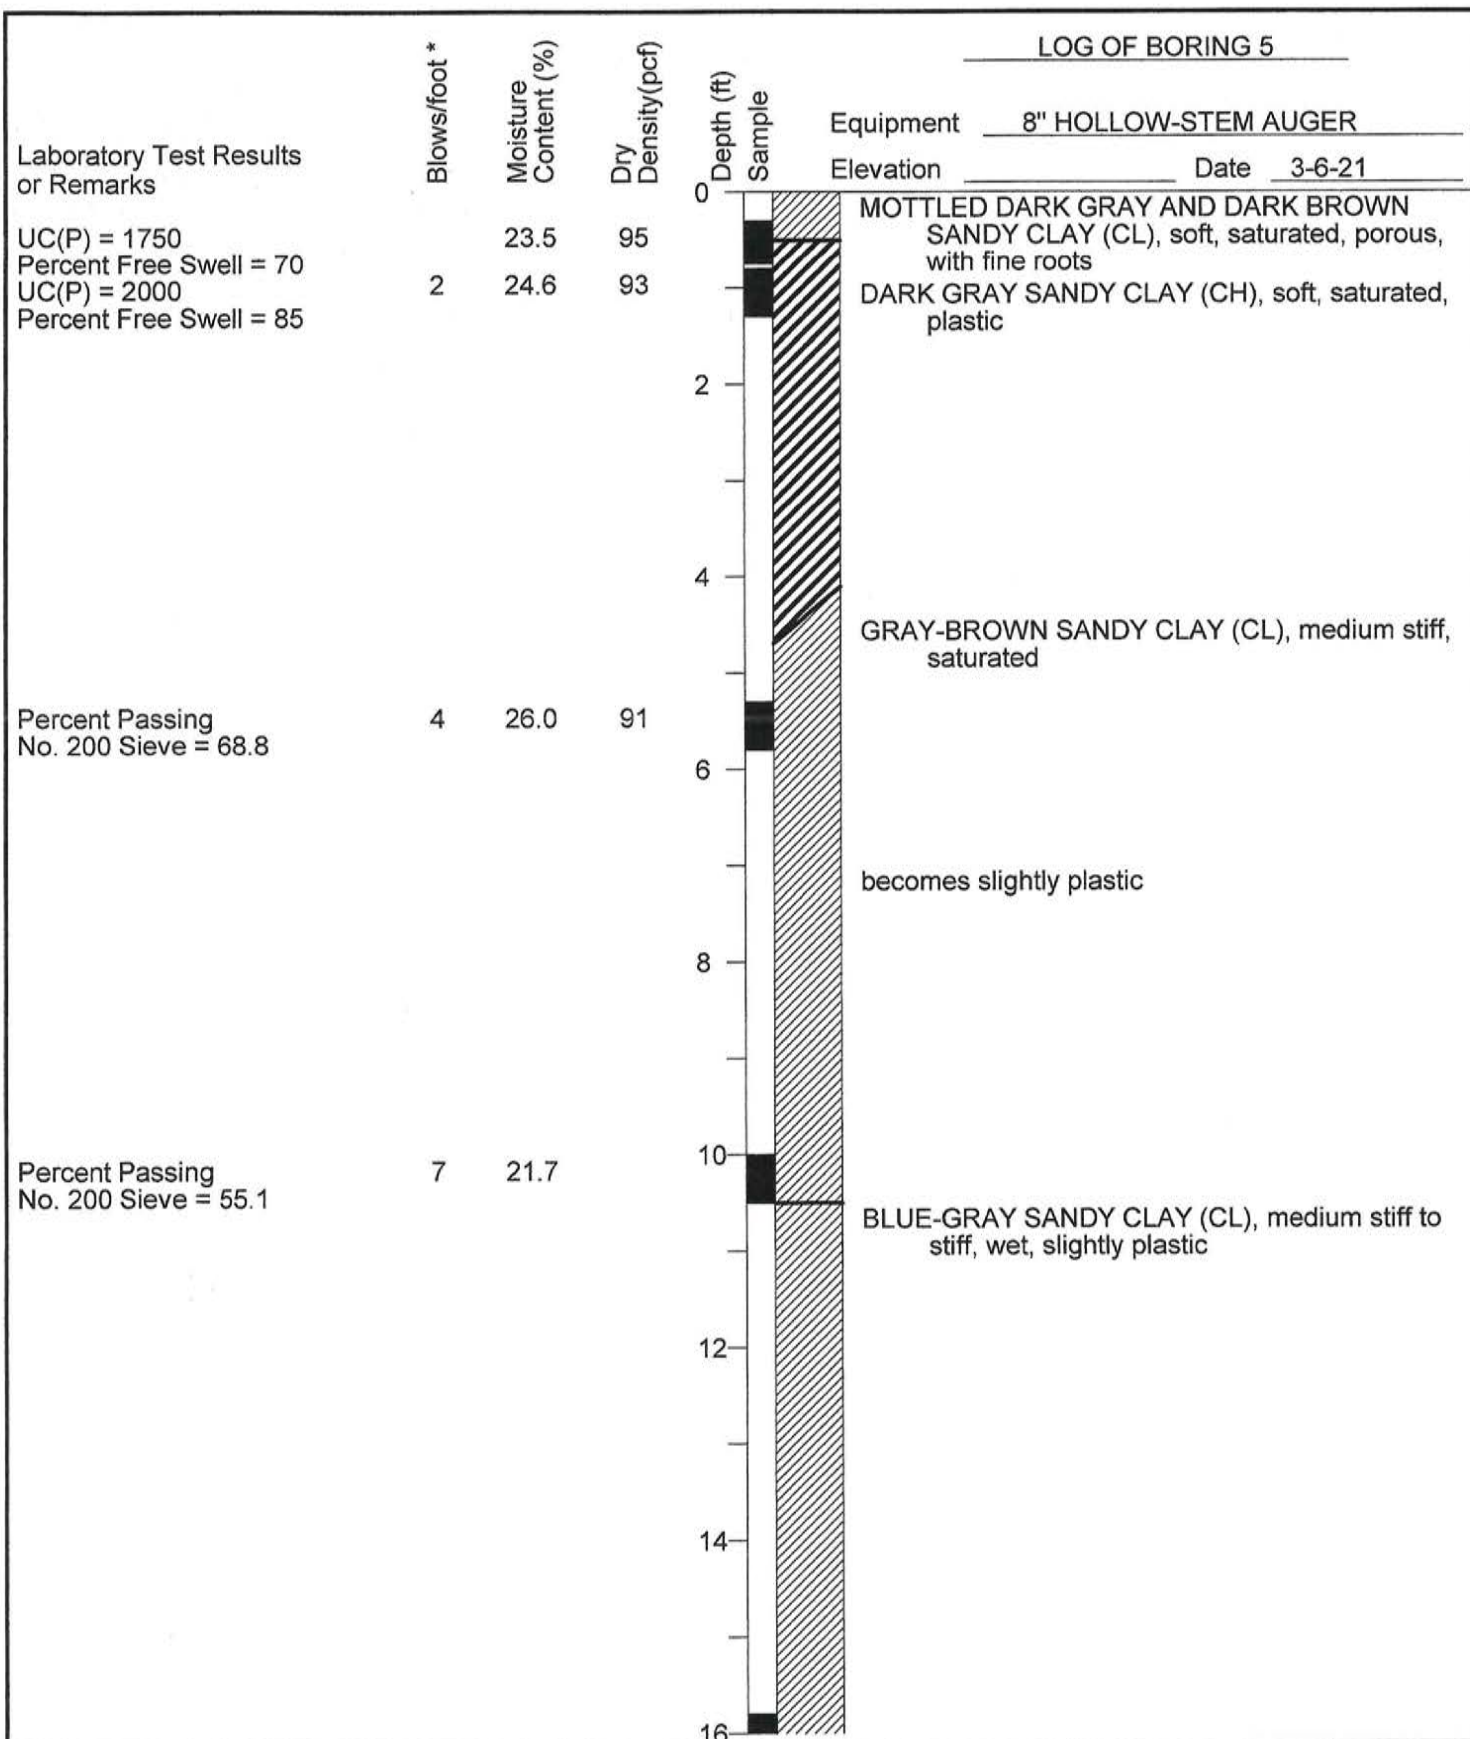 LOG OF BORING 5
Equipment 8" HOLLOW-STEM AUGER
Elevation Date 3-6-21
Laboratory Test Results
or Remarks
Blows/foot *
Moisture
Content (%)
Dry
Density(pcf)
Depth (ft)
Sample
0
MOTTLED DARK GRAY AND DARK BROWN
SANDY CLAY (CL), soft, saturated, porous,
with fine roots
UC(P) = 1750 23.5 95
Percent Free Swell = 70
UC(P) = 2000 2 24.6 93
Percent Free Swell = 85
DARK GRAY SANDY CLAY (CH), soft, saturated,
plastic
2
4
GRAY-BROWN SANDY CLAY (CL), medium stiff,
saturated
Percent Passing 4 26.0 91
No. 200 Sieve = 68.8
6
becomes slightly plastic
8
10
Percent Passing 7 21.7
No. 200 Sieve = 55.1
BLUE-GRAY SANDY CLAY (CL), medium stiff to
stiff, wet, slightly plastic
12
14
16